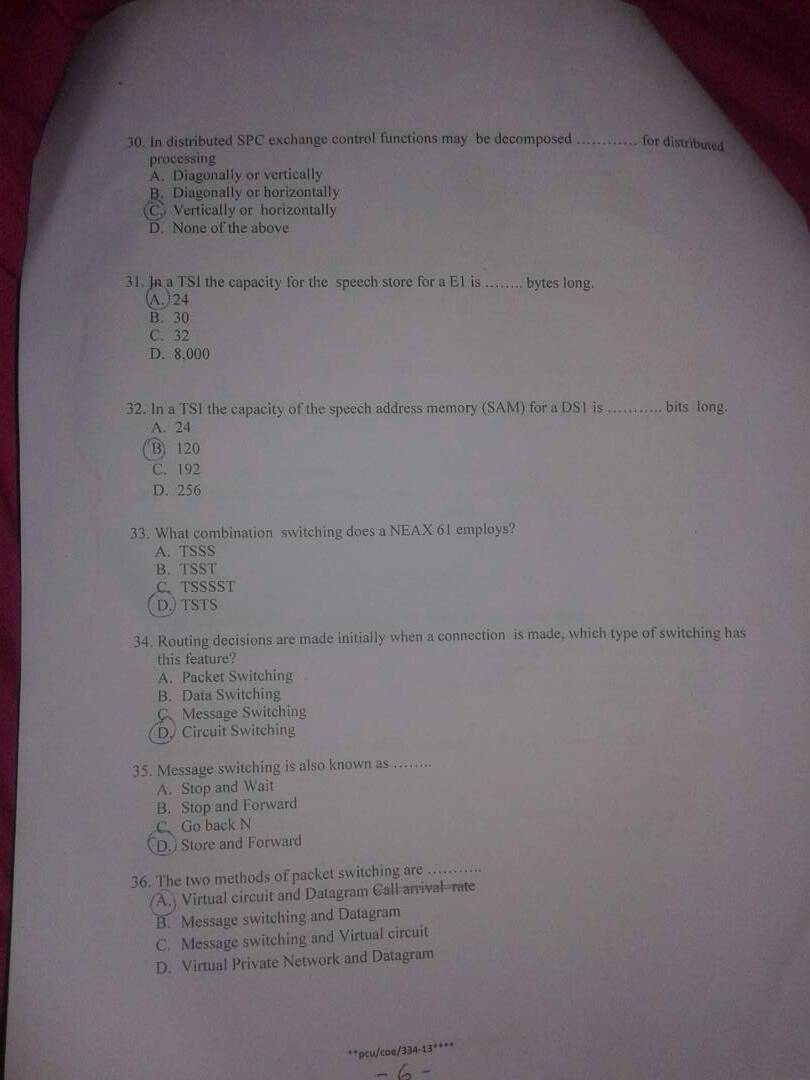 30. In distributed SPC exchange control functions may be decomposed ............ for distributed
processing
A. Diagonally or vertically
B. Diagonally or horizontally
C. Vertically or horizontally
D. None of the above
31. In a TSI the capacity for the speech store for a E1 is ........ bytes long.
A. 24
B. 30
C. 32
D. 8,000
32. In a TSI the capacity of the speech address memory (SAM) for a DS1 is ........... bits long.
A. 24
B. 120
C. 192
D. 256
33. What combination switching does a NEAX 61 employs?
A. TSSS
B. TSST
C. TSSSST
D. TSTS
34. Routing decisions are made initially when a connection is made, which type of switching has
this feature?
A. Packet Switching
B. Data Switching
C. Message Switching
D. Circuit Switching
35. Message switching is also known as ........
A. Stop and Wait
B. Stop and Forward
C. Go back N
D. Store and Forward
36. The two methods of packet switching are ...........
A. Virtual circuit and Datagram Call arrival rate
B. Message switching and Datagram
C. Message switching and Virtual circuit
D. Virtual Private Network and Datagram
**pcu/coe/334-13****
- 6 -